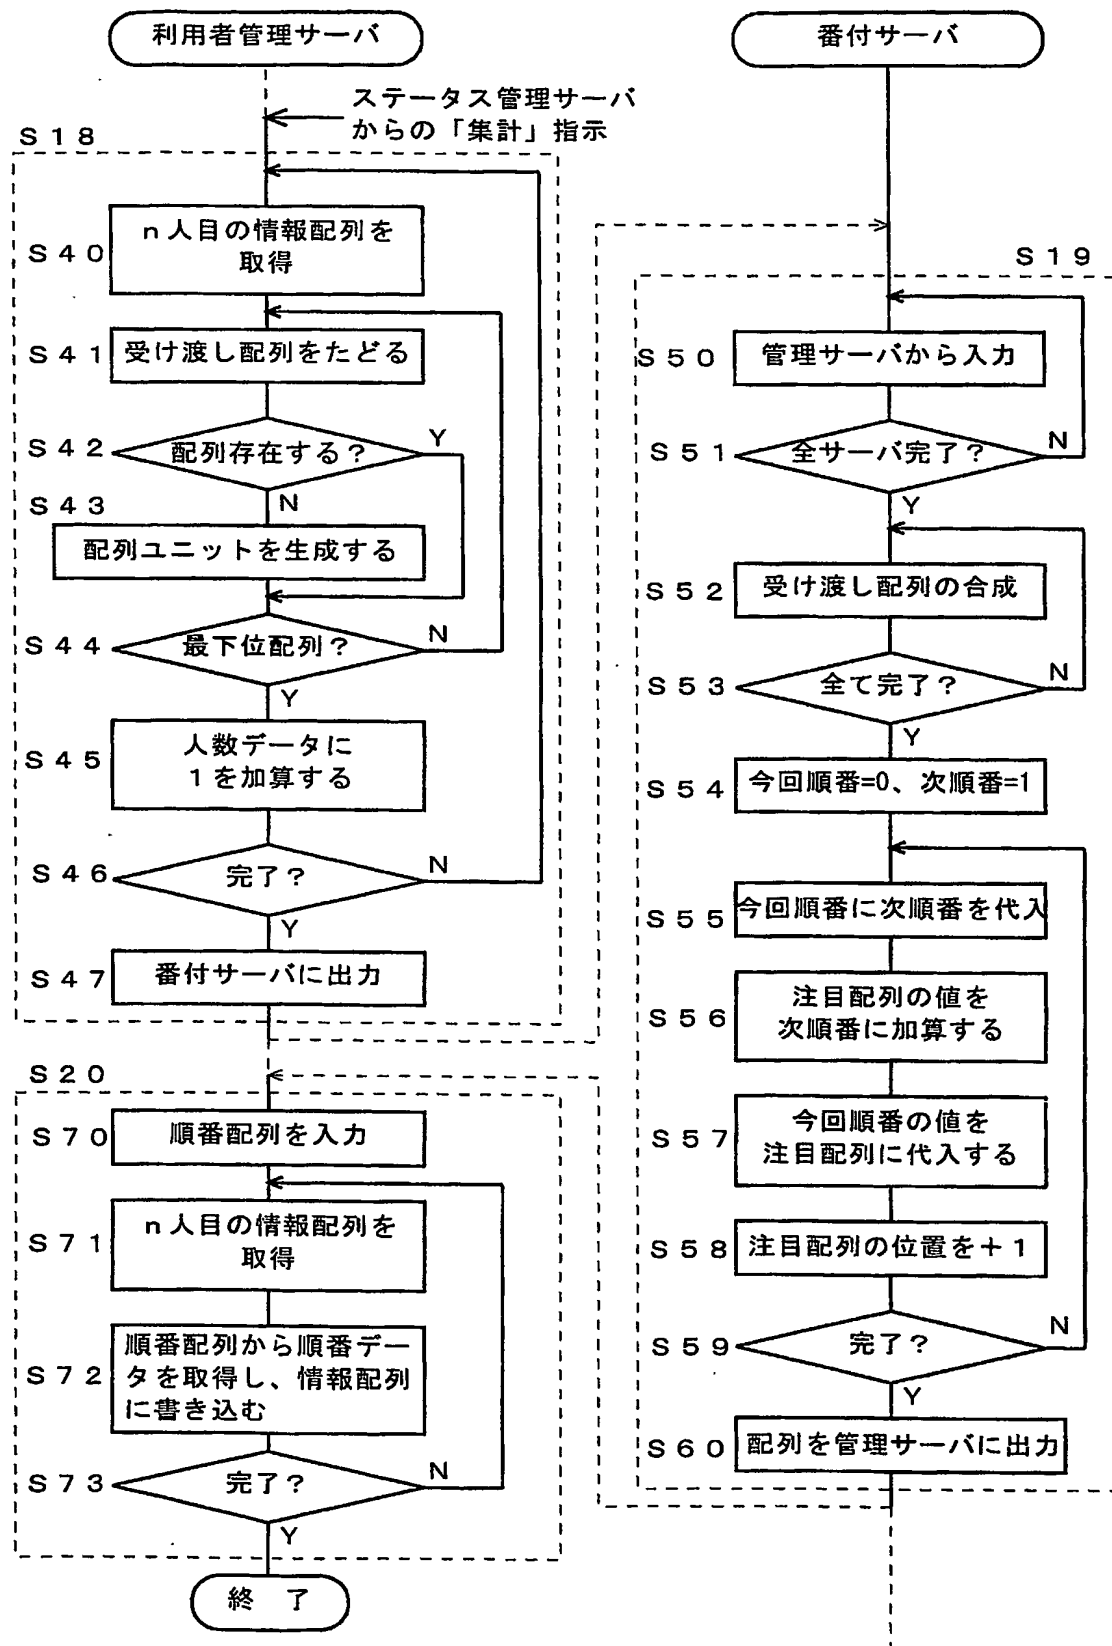 利用者管理サーバ
ステータス管理サーバ
からの「集計」指示
S18
S40
n人目の情報配列を
取得
S41
受け渡し配列をたどる
S42
配列存在する?
Y
N
S43
配列ユニットを生成する
S44
最下位配列?
N
Y
S45
人数データに
1を加算する
S46
完了?
N
Y
S47
番付サーバに出力
S20
S70
順番配列を入力
S71
n人目の情報配列を
取得
S72
順番配列から順番デー
タを取得し、情報配列
に書き込む
S73
完了?
N
Y
終 了
番付サーバ
S19
S50
管理サーバから入力
S51
全サーバ完了?
N
Y
S52
受け渡し配列の合成
S53
全て完了?
N
Y
S54
今回順番=0、次順番=1
S55
今回順番に次順番を代入
S56
注目配列の値を
次順番に加算する
S57
今回順番の値を
注目配列に代入する
S58
注目配列の位置を+1
S59
完了?
N
Y
S60
配列を管理サーバに出力